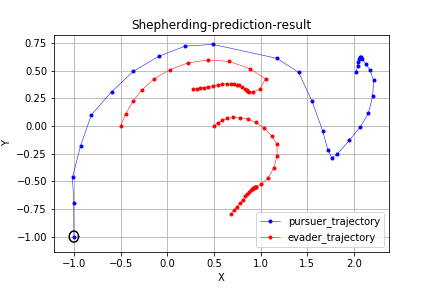 Shepherding-prediction-result
0.75
0.50
0.25
0.00
−0.25
−0.50
−0.75
−1.00
Y
pursuer_trajectory
evader_trajectory
−1.0 −0.5 0.0 0.5 1.0 1.5 2.0
X